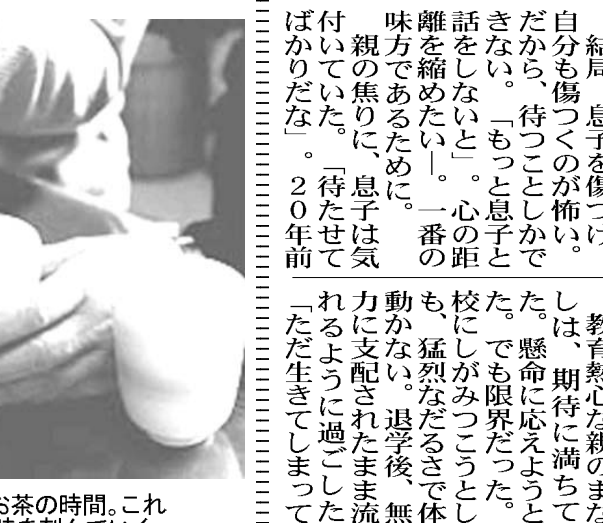 結局、息子を傷つけ
自分も傷つくのが怖い。
だから、待つことしかで
きない。「もっと息子と
話をしないと」。心の距
離を縮めたい―。一番の
味方であるために。
親の焦りに、息子は気
付いていた。「待たせて
ばかりだな」。20年前
教育熱心な親のまな
しは、期待に満ちて
た。懸命に応えようと
た。でも限界だった。
校にしがみつこうとし
も、猛烈なだるさで体
動かない。退学後、無
力に支配されたまま流
れるように過ごした
「ただ生きてしまって
お茶の時間。これ